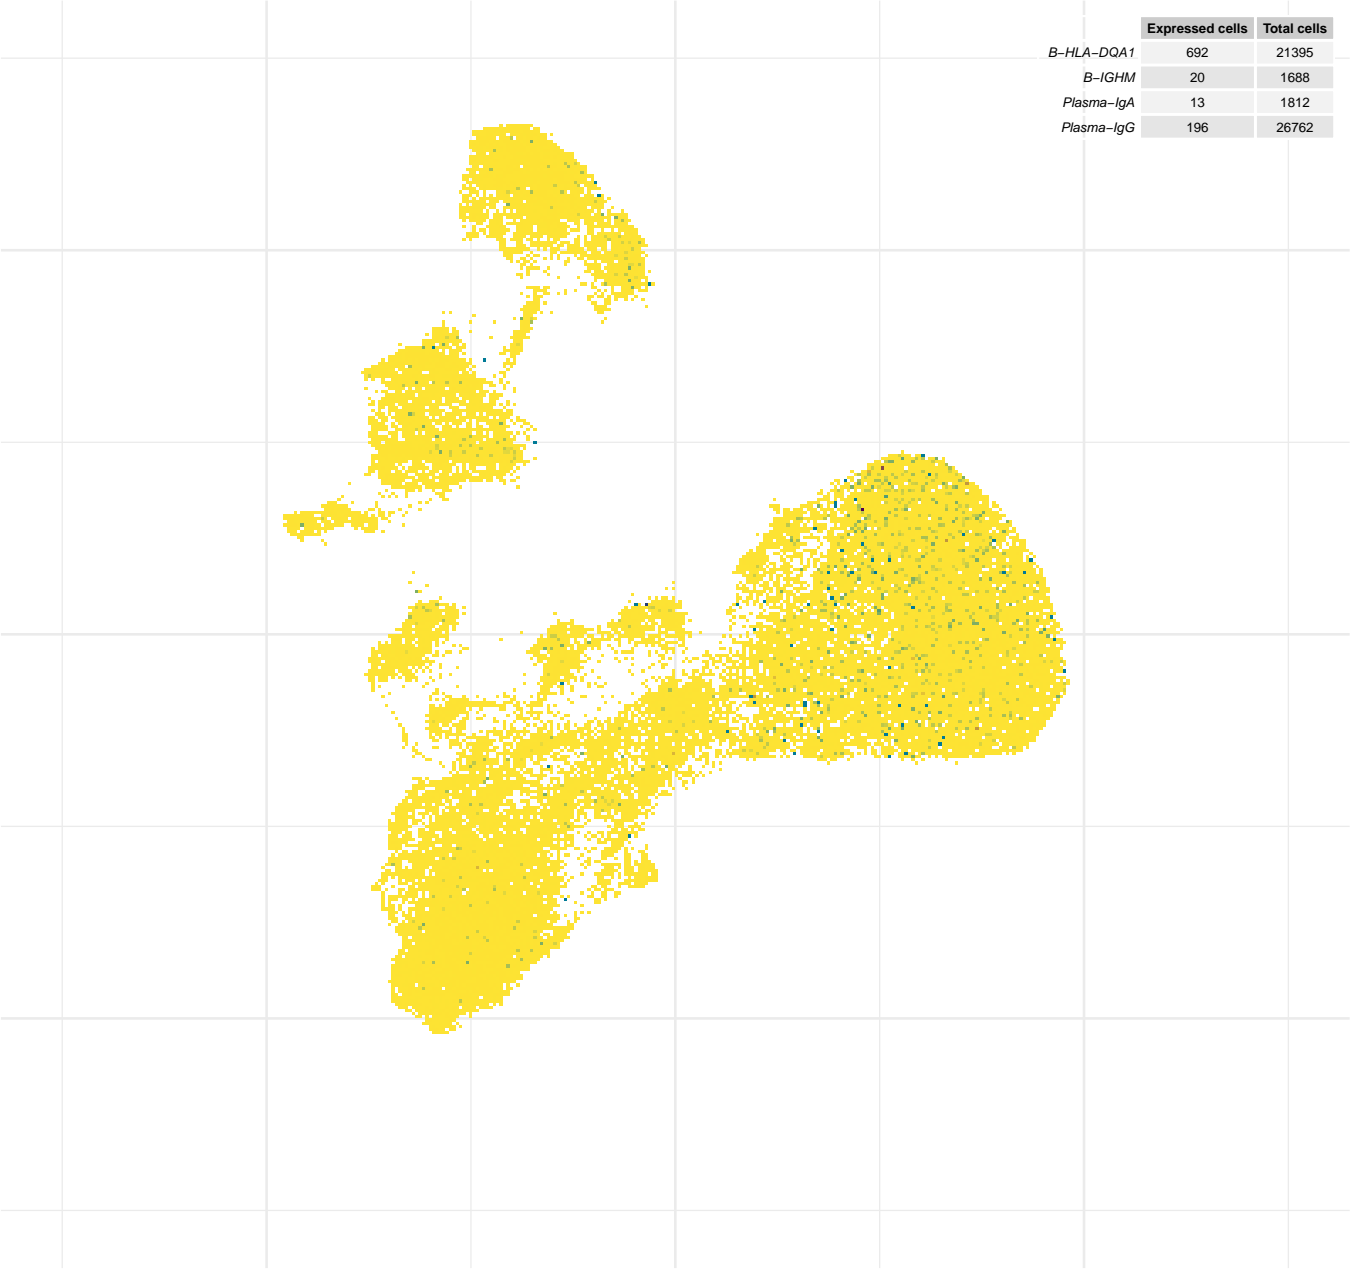 Expressed cells Total cells
B−HLA−DQA1 692 21395
B−IGHM 20 1688
Plasma−IgA 13 1812
Plasma−IgG 196 26762